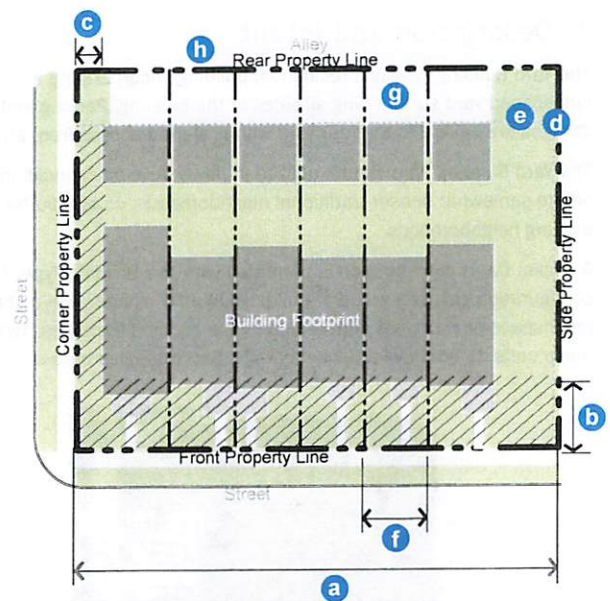 c
h
Alley
Rear Property Line
g
e
d
Street
Corner Property Line
Side Property Line
Building Footprint
b
Front Property Line
Street
f
a